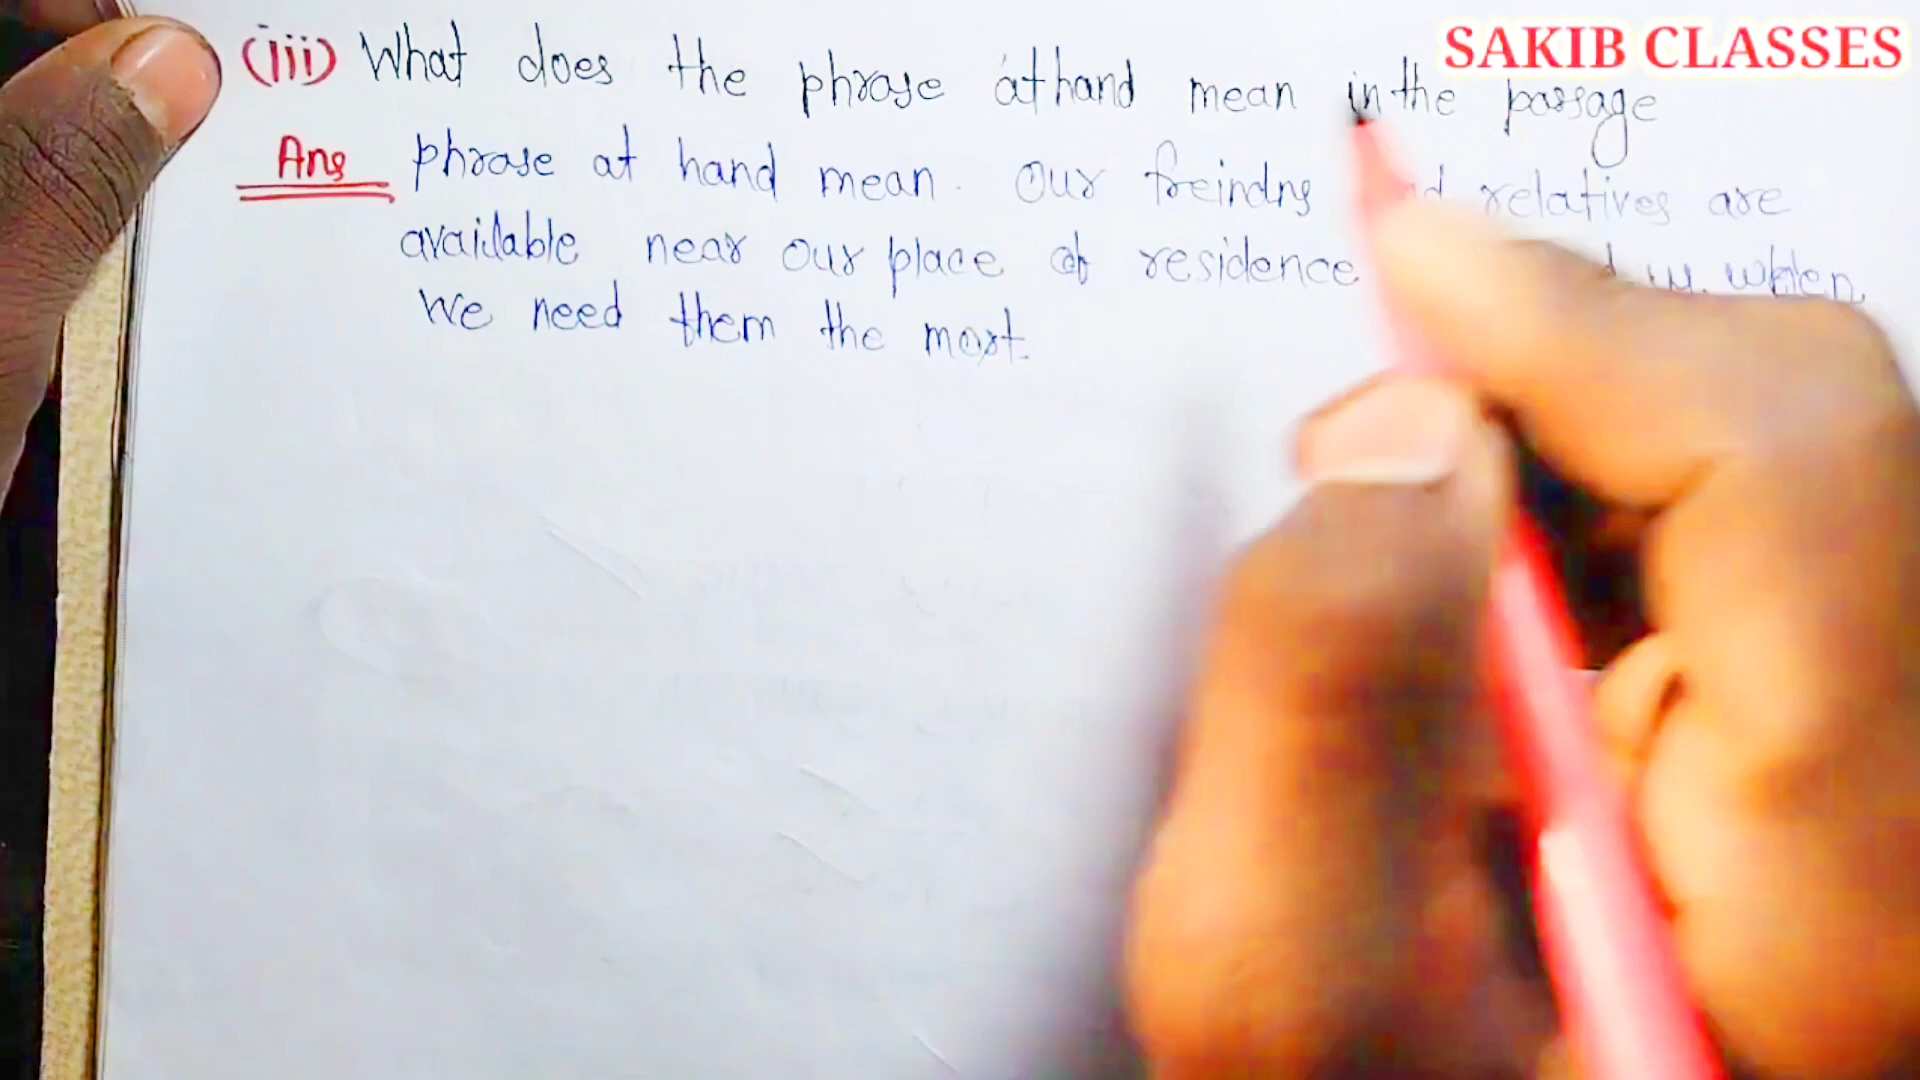 SAKIB CLASSES
(iii) What does the phrase at hand mean in the passage
Ans phrase at hand mean. Our freindns relatives are
available near our place of residence when
we need them the most.